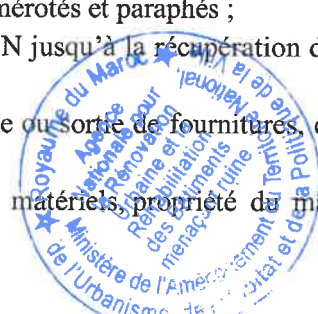 mérotés et paraphés ;
N jusqu’à la récupération d
e ou sortie de fournitures,
matériels, propriété du m
★ Royaume du Maroc ★
Ministère de l'Aménagement du Territoire National
de l'Urbanisme, de l'Habitat et de la Politique de la Ville
Agence
Nationale pour
la Rénovation
Urbaine et la
Réhabilitation
des Bâtiments
menaçant Ruine